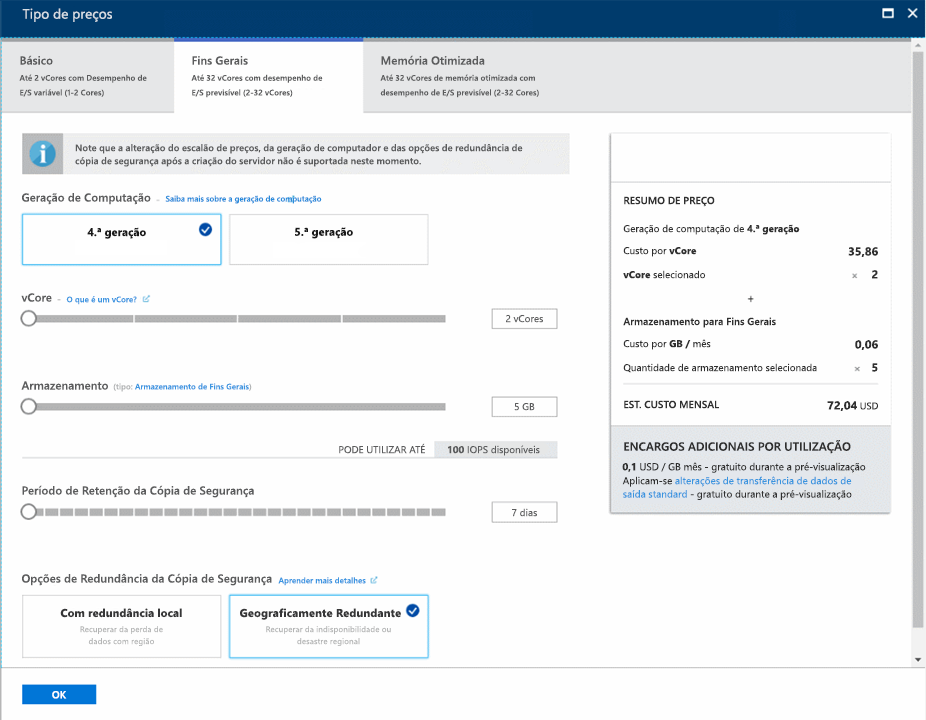 Tipo de preços
Básico
Até 2 vCores com Desempenho de
E/S variável (1-2 Cores)
Fins Gerais
Até 32 vCores com desempenho de
E/S previsível (2-32 vCores)
Memória Otimizada
Até 32 vCores de memória otimizada com
desempenho de E/S previsível (2-32 Cores)
Note que a alteração do escalão de preços, da geração de computador e das opções de redundância de
cópia de segurança após a criação do servidor não é suportada neste momento.
Geração de Computação - Saiba mais sobre a geração de computação
4.ª geração
5.ª geração
vCore - O que é um vCore?
2 vCores
Armazenamento (tipo: Armazenamento de Fins Gerais)
5 GB
PODE UTILIZAR ATÉ 100 IOPS disponíveis
Período de Retenção da Cópia de Segurança
7 dias
Opções de Redundância da Cópia de Segurança Aprender mais detalhes
Com redundância local
Recuperar da perda de
dados com região
Geograficamente Redundante
Recuperar da indisponibilidade ou
desastre regional
OK
RESUMO DE PREÇO
Geração de computação de 4.ª geração
Custo por vCore 35,86
vCore selecionado × 2
+
Armazenamento para Fins Gerais
Custo por GB / mês 0,06
Quantidade de armazenamento selecionada × 5
EST. CUSTO MENSAL 72,04 USD
ENCARGOS ADICIONAIS POR UTILIZAÇÃO
0,1 USD / GB mês - gratuito durante a pré-visualização
Aplicam-se alterações de transferência de dados de
saída standard - gratuito durante a pré-visualização